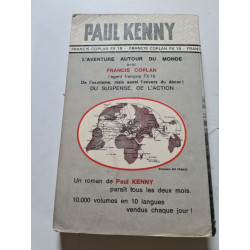 PAUL KENNY
FRANCIS COPLAN FX 18 - FRANCIS COPLAN FX 18 - FRAN
L'AVENTURE AUTOUR DU MONDE
avec
FRANCIS COPLAN
l'agent français FX 18
De l'exotisme, mais aussi l'envers du décor !
DU SUSPENSE, DE L'ACTION
Un roman de Paul KENNY
paraît tous les deux mois.
10.000 volumes en 10 langues
vendus chaque jour !